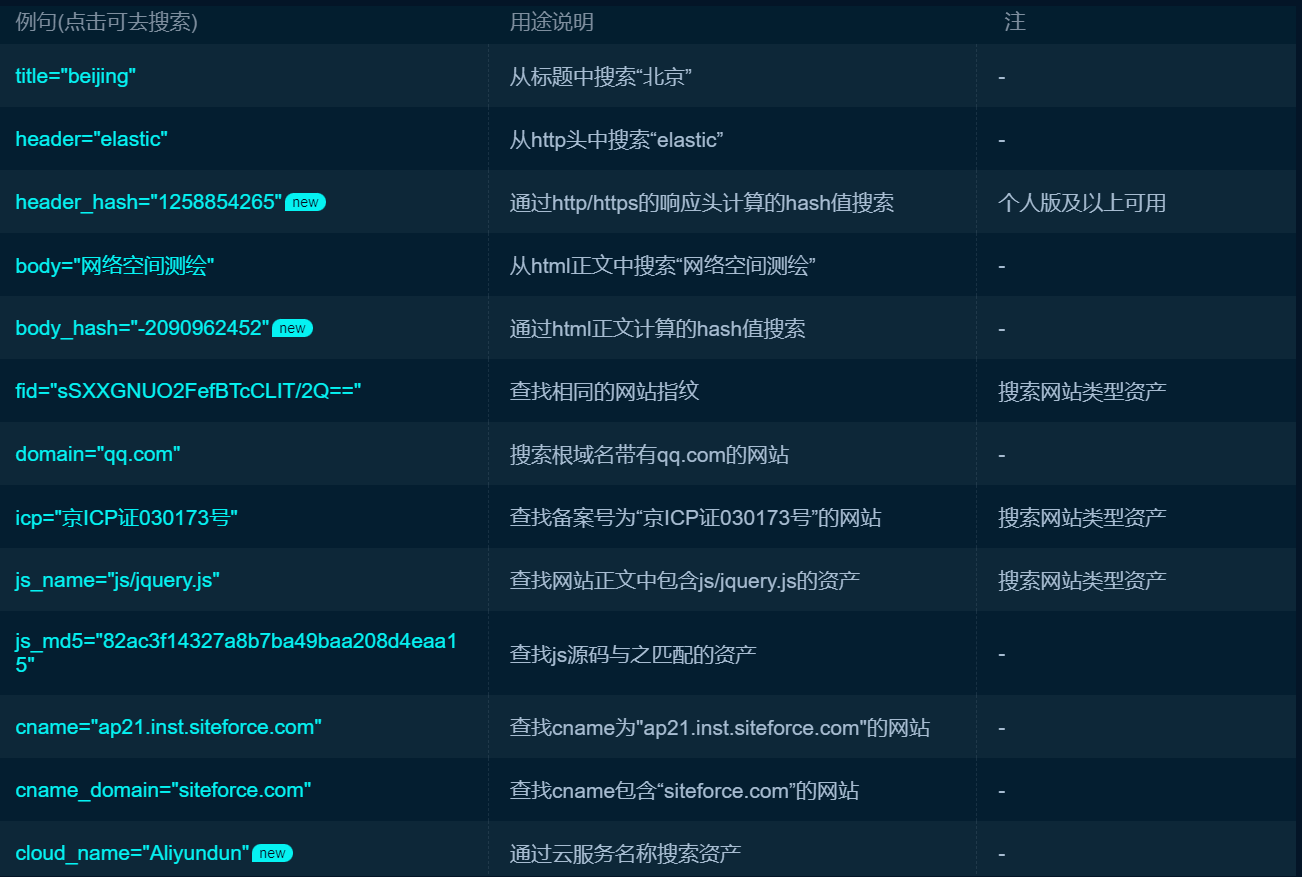 例句(点击可去搜索) 用途说明 注
title="beijing" 从标题中搜索“北京” -
header="elastic" 从http头中搜索“elastic” -
header_hash="1258854265" new 通过http/https的响应头计算的hash值搜索 个人版及以上可用
body="网络空间测绘" 从html正文中搜索“网络空间测绘” -
body_hash="-2090962452" new 通过html正文计算的hash值搜索 -
fid="sSXXGNUO2FefBTcCLIT/2Q==" 查找相同的网站指纹 搜索网站类型资产
domain="qq.com" 搜索根域名带有qq.com的网站 -
icp="京ICP证030173号" 查找备案号为“京ICP证030173号”的网站 搜索网站类型资产
js_name="js/jquery.js" 查找网站正文中包含js/jquery.js的资产 搜索网站类型资产
js_md5="82ac3f14327a8b7ba49baa208d4eaa1
5" 查找js源码与之匹配的资产 -
cname="ap21.inst.siteforce.com" 查找cname为"ap21.inst.siteforce.com"的网站 -
cname_domain="siteforce.com" 查找cname包含“siteforce.com”的网站 -
cloud_name="Aliyundun" new 通过云服务名称搜索资产 -